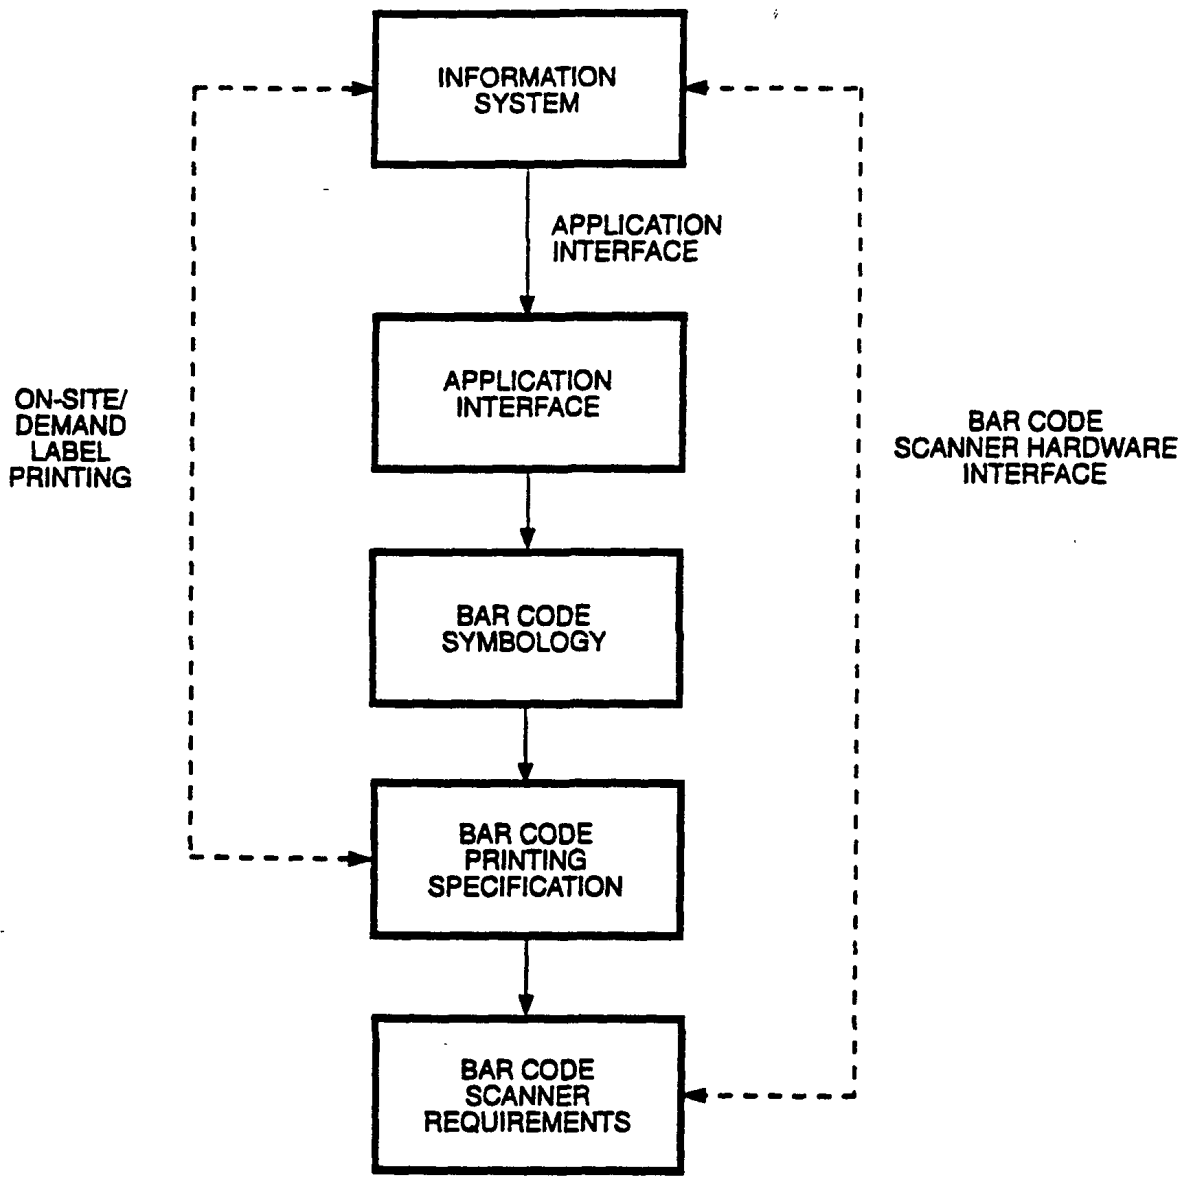 INFORMATION
SYSTEM
APPLICATION
INTERFACE
APPLICATION
INTERFACE
ON-SITE/
DEMAND
LABEL
PRINTING
BAR CODE
SCANNER HARDWARE
INTERFACE
BAR CODE
SYMBOLOGY
BAR CODE
PRINTING
SPECIFICATION
BAR CODE
SCANNER
REQUIREMENTS